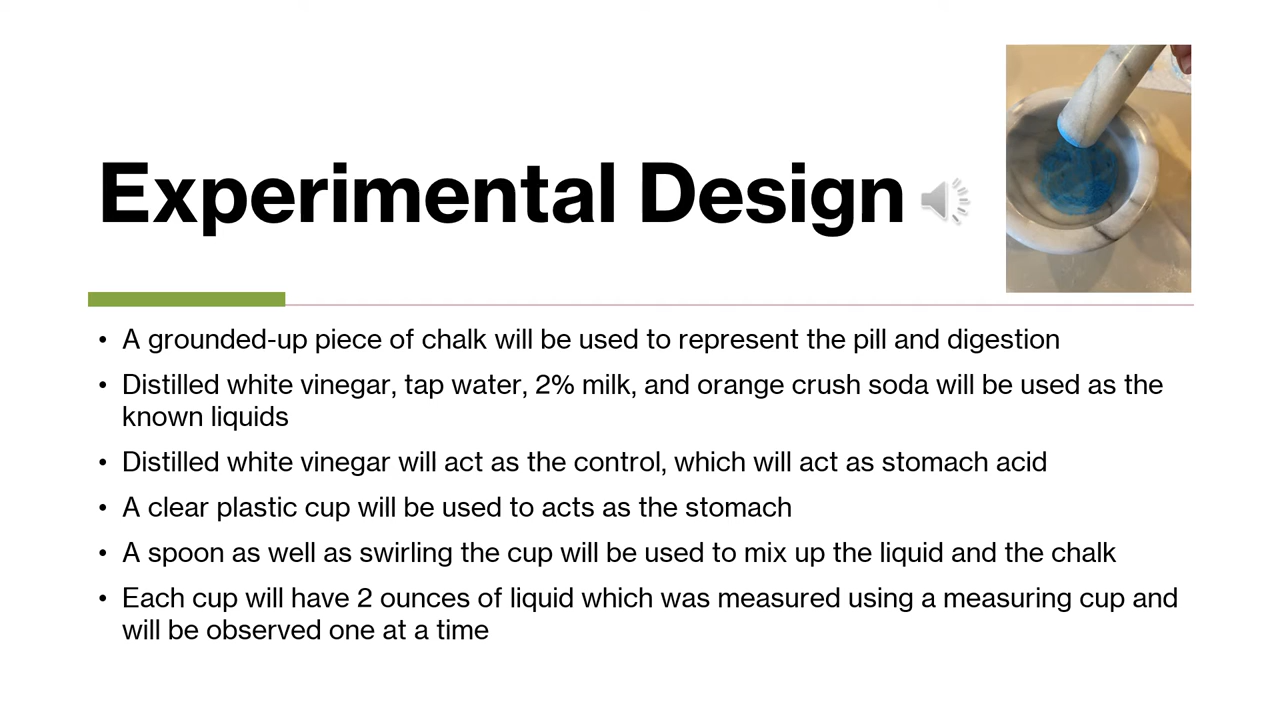 Experimental Design
• A grounded-up piece of chalk will be used to represent the pill and digestion
• Distilled white vinegar, tap water, 2% milk, and orange crush soda will be used as the
known liquids
• Distilled white vinegar will act as the control, which will act as stomach acid
• A clear plastic cup will be used to acts as the stomach
• A spoon as well as swirling the cup will be used to mix up the liquid and the chalk
• Each cup will have 2 ounces of liquid which was measured using a measuring cup and
will be observed one at a time